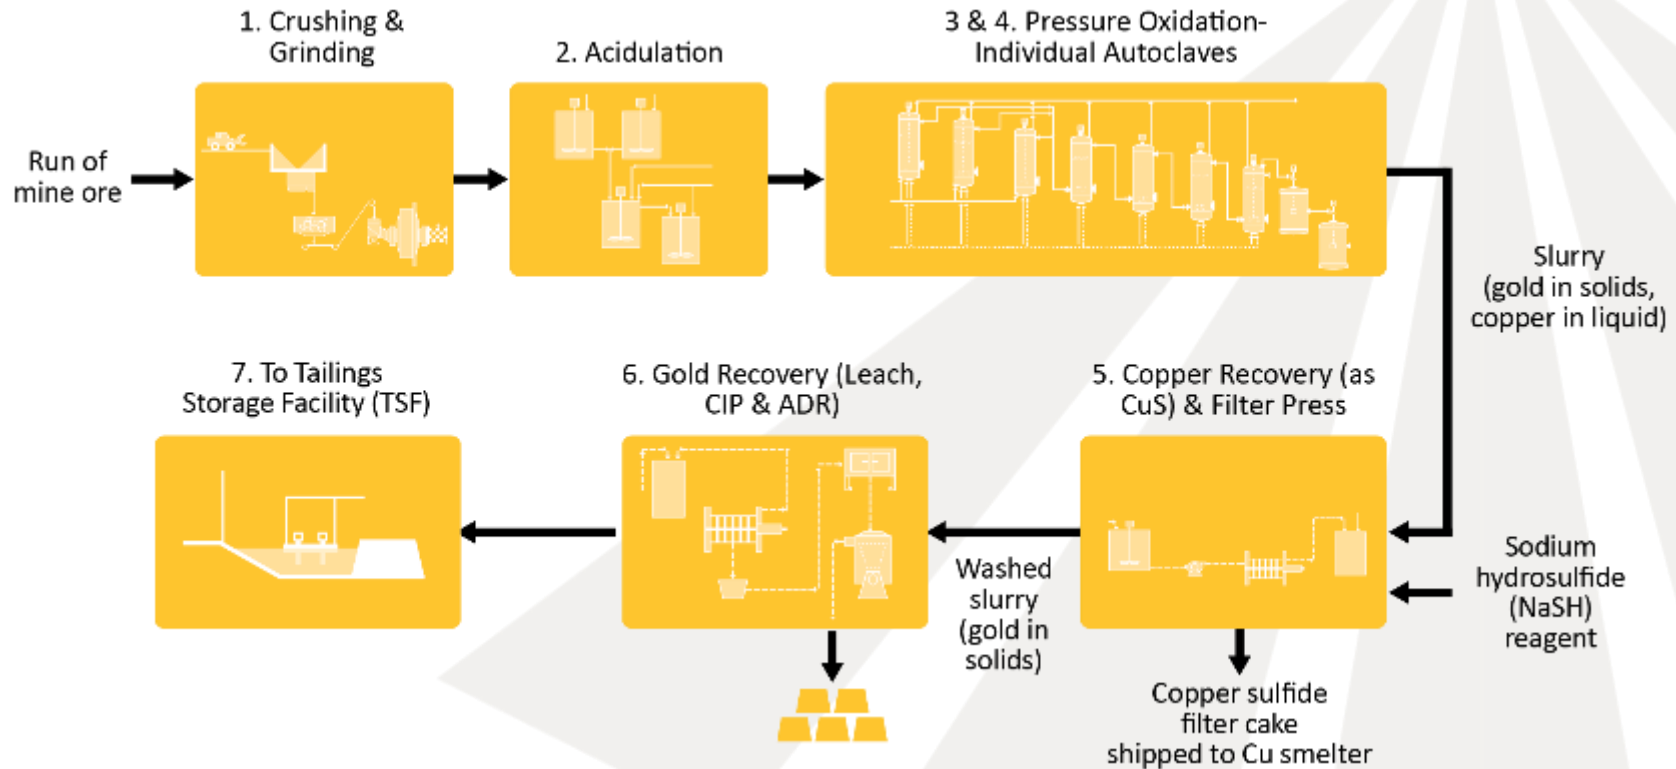 1. Crushing &
Grinding
2. Acidulation
3 & 4. Pressure Oxidation-
Individual Autoclaves
Run of
mine ore
Slurry
(gold in solids,
copper in liquid)
7. To Tailings
Storage Facility (TSF)
6. Gold Recovery (Leach,
CIP & ADR)
5. Copper Recovery (as
CuS) & Filter Press
Washed
slurry
(gold in
solids)
Sodium
hydrosulfide
(NaSH)
reagent
Copper sulfide
filter cake
shipped to Cu smelter